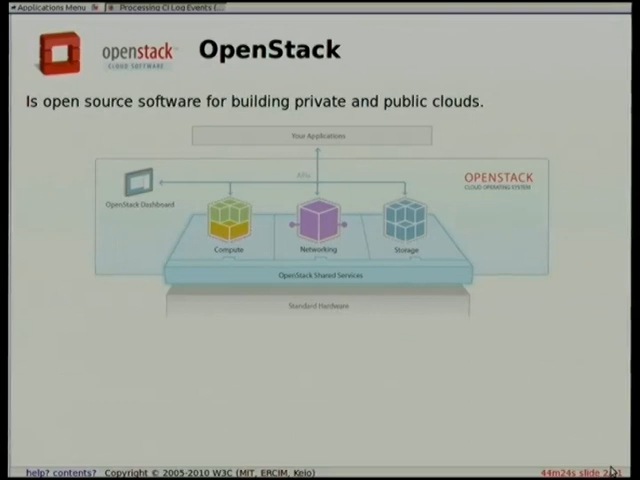 Applications Menu Processing CI Log Events (
openstack OpenStack
CLOUD SOFTWARE
Is open source software for building private and public clouds.
Your Applications
APIs
OPENSTACK
CLOUD OPERATING SYSTEM
OpenStack Dashboard
Compute Networking Storage
OpenStack Shared Services
Standard Hardware
help? contents? Copyright © 2005-2010 W3C (MIT, ERCIM, Keio) 44m24s slide